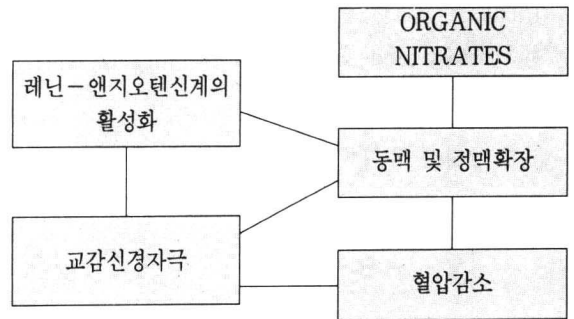 ORGANIC
NITRATES
레닌-앤지오텐신계의
활성화
동맥 및 정맥확장
교감신경자극
혈압감소